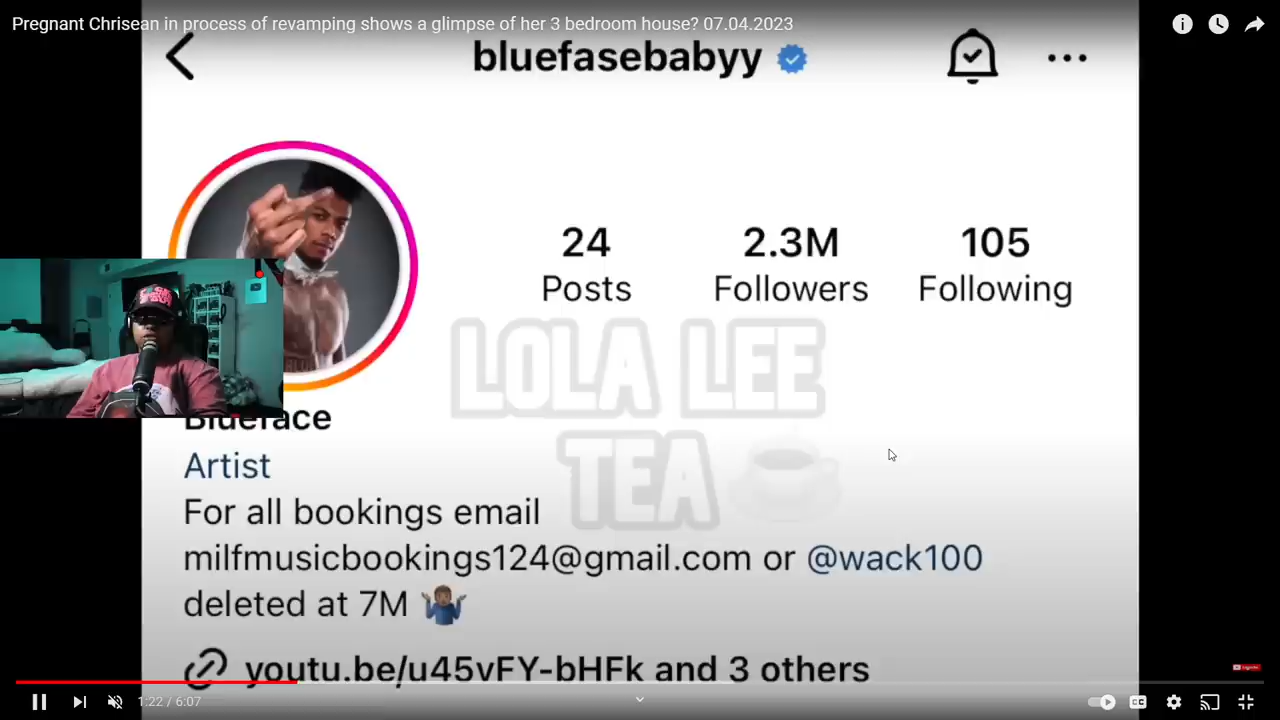 Pregnant Chrisean in process of revamping shows a glimpse of her 3 bedroom house? 07.04.2023
bluefasebabyy
24 2.3M 105
Posts Followers Following
LOLA LEE
TEA
Blueface
Artist
For all bookings email
milfmusicbookings124@gmail.com or @wack100
deleted at 7M
youtu.be/u45vFY-bHFk and 3 others
1:22 / 6:07
CC